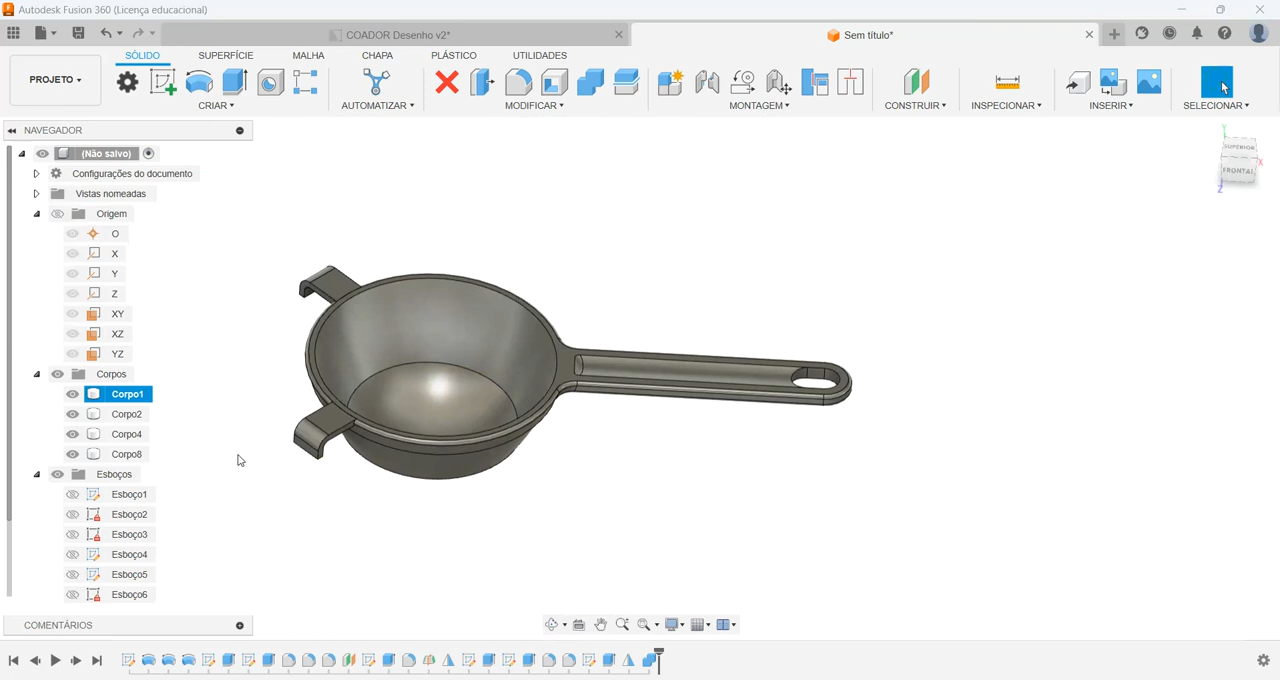 Autodesk Fusion 360 (Licença educacional)
COADOR Desenho v2*
Sem título*
PROJETO
SÓLIDO
SUPERFÍCIE
MALHA
CHAPA
PLÁSTICO
UTILIDADES
CRIAR
AUTOMATIZAR
MODIFICAR
MONTAGEM
CONSTRUIR
INSPECIONAR
INSERIR
SELECIONAR
NAVEGADOR
(Não salvo)
Configurações do documento
Vistas nomeadas
Origem
O
X
Y
Z
XY
XZ
YZ
Corpos
Corpo1
Corpo2
Corpo4
Corpo8
Esboços
Esboço1
Esboço2
Esboço3
Esboço4
Esboço5
Esboço6
Y
SUPERIOR
X
FRONTAL
Z
COMENTÁRIOS